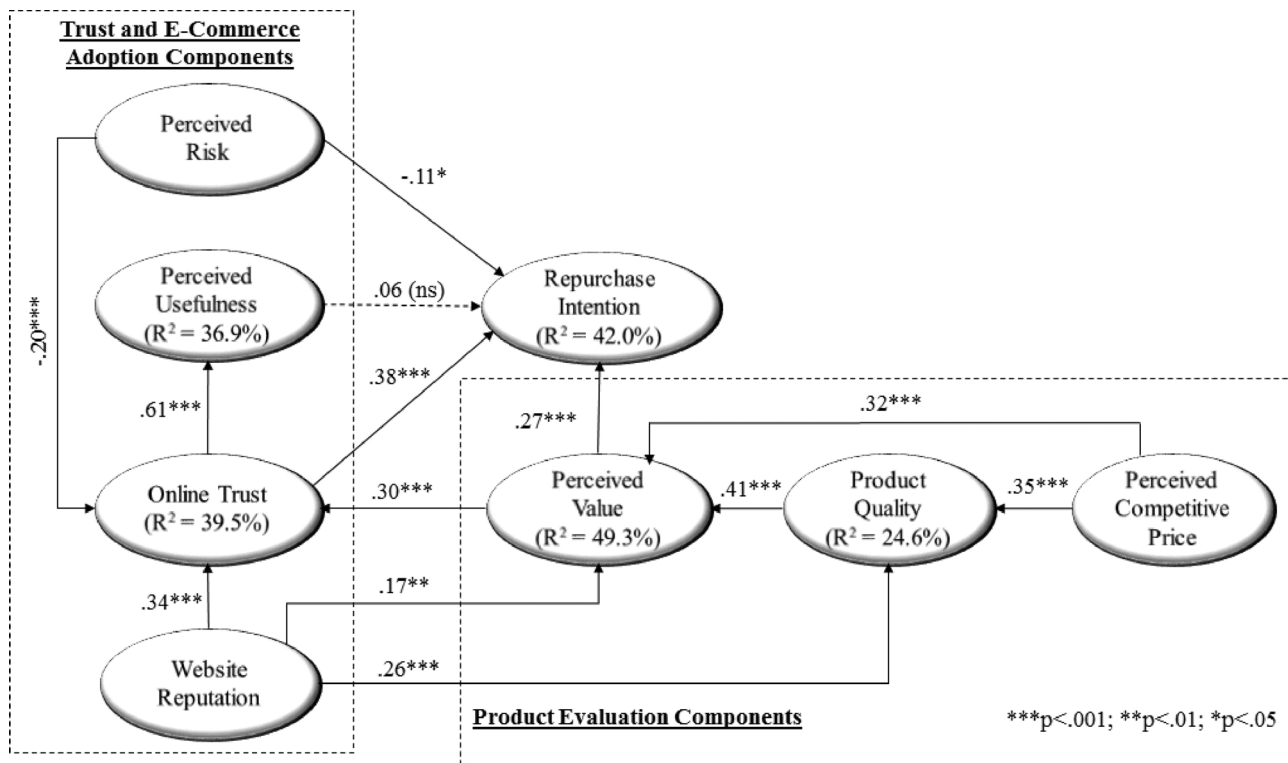 Trust and E-Commerce
Adoption Components
Perceived
Risk
-.11*
-.20***
Perceived
Usefulness
(R² = 36.9%)
.06 (ns)
Repurchase
Intention
(R² = 42.0%)
.61***
.38***
.27***
.32***
Online Trust
(R² = 39.5%)
.30***
Perceived
Value
(R² = 49.3%)
.41***
Product
Quality
(R² = 24.6%)
.35***
Perceived
Competitive
Price
.34***
.17**
Website
Reputation
.26***
Product Evaluation Components
***p<.001; **p<.01; *p<.05